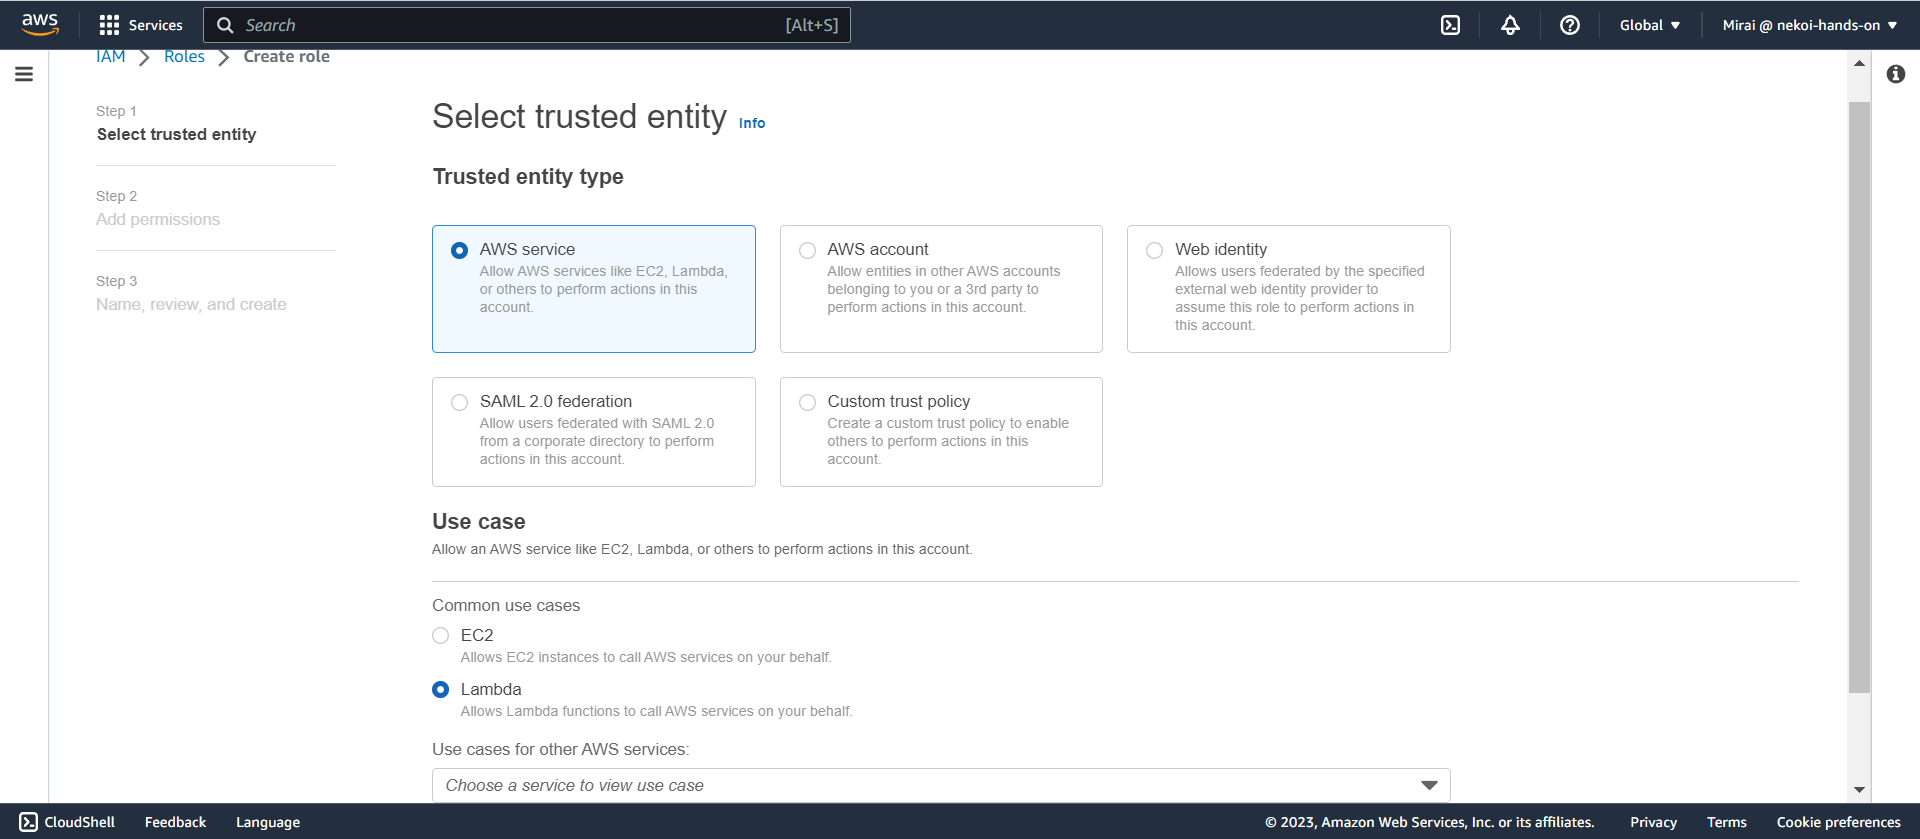 aws
Services
Search
[Alt+S]
Global
Mirai @ nekoi-hands-on
IAM
Roles
Create role
Step 1
Select trusted entity
Step 2
Add permissions
Step 3
Name, review, and create
Select trusted entity Info
Trusted entity type
AWS service
Allow AWS services like EC2, Lambda,
or others to perform actions in this
account.
AWS account
Allow entities in other AWS accounts
belonging to you or a 3rd party to
perform actions in this account.
Web identity
Allows users federated by the specified
external web identity provider to
assume this role to perform actions in
this account.
SAML 2.0 federation
Allow users federated with SAML 2.0
from a corporate directory to perform
actions in this account.
Custom trust policy
Create a custom trust policy to enable
others to perform actions in this
account.
Use case
Allow an AWS service like EC2, Lambda, or others to perform actions in this account.
Common use cases
EC2
Allows EC2 instances to call AWS services on your behalf.
Lambda
Allows Lambda functions to call AWS services on your behalf.
Use cases for other AWS services:
Choose a service to view use case
CloudShell
Feedback
Language
© 2023, Amazon Web Services, Inc. or its affiliates.
Privacy
Terms
Cookie preferences